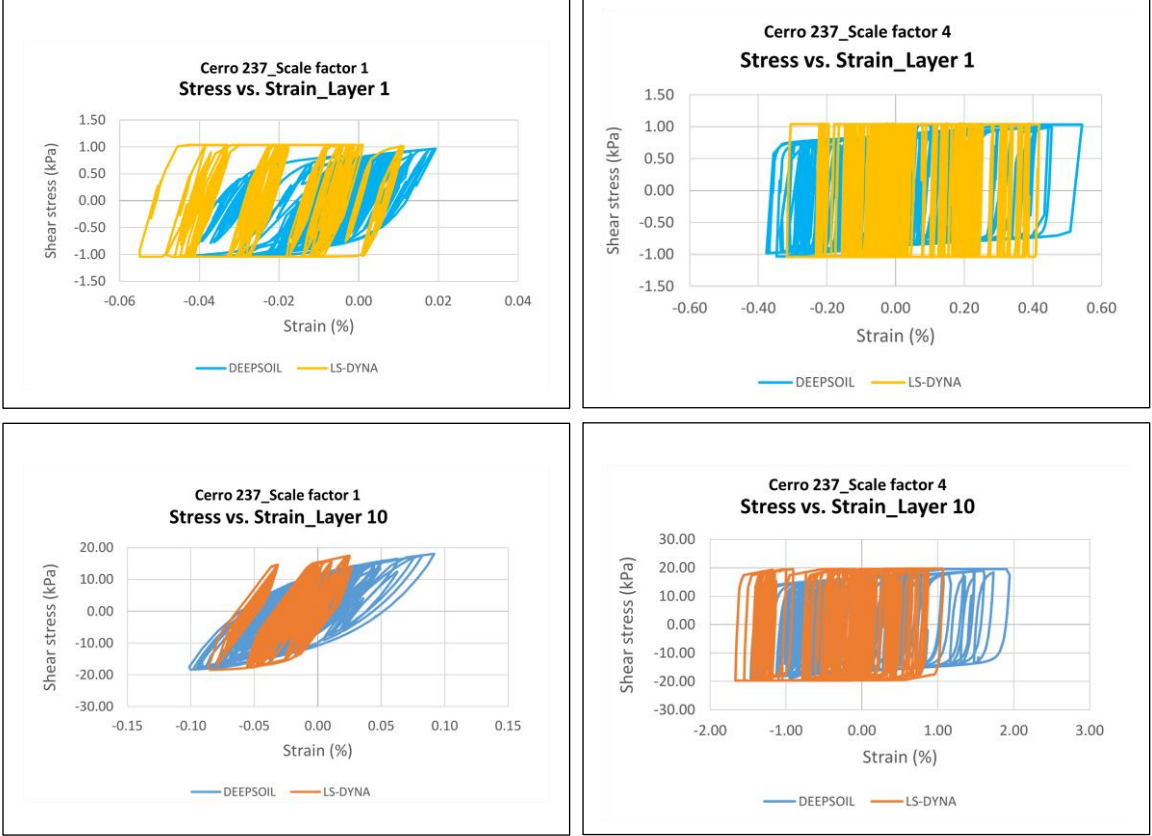 Cerro 237_Scale factor 1
Stress vs. Strain_Layer 1
Shear stress (kPa)
1.50
1.00
0.50
0.00
-0.50
-1.00
-1.50
-0.06 -0.04 -0.02 0.00 0.02 0.04
Strain (%)
DEEPSOIL LS-DYNA
Cerro 237_Scale factor 4
Stress vs. Strain_Layer 1
Shear stress (kPa)
1.50
1.00
0.50
0.00
-0.50
-1.00
-1.50
-0.60 -0.40 -0.20 0.00 0.20 0.40 0.60
Strain (%)
DEEPSOIL LS-DYNA
Cerro 237_Scale factor 1
Stress vs. Strain_Layer 10
Shear stress (kPa)
20.00
10.00
0.00
-10.00
-20.00
-30.00
-0.15 -0.10 -0.05 0.00 0.05 0.10 0.15
Strain (%)
DEEPSOIL LS-DYNA
Cerro 237_Scale factor 4
Stress vs. Strain_Layer 10
Shear stress (kPa)
30.00
20.00
10.00
0.00
-10.00
-20.00
-30.00
-2.00 -1.00 0.00 1.00 2.00 3.00
Strain (%)
DEEPSOIL LS-DYNA